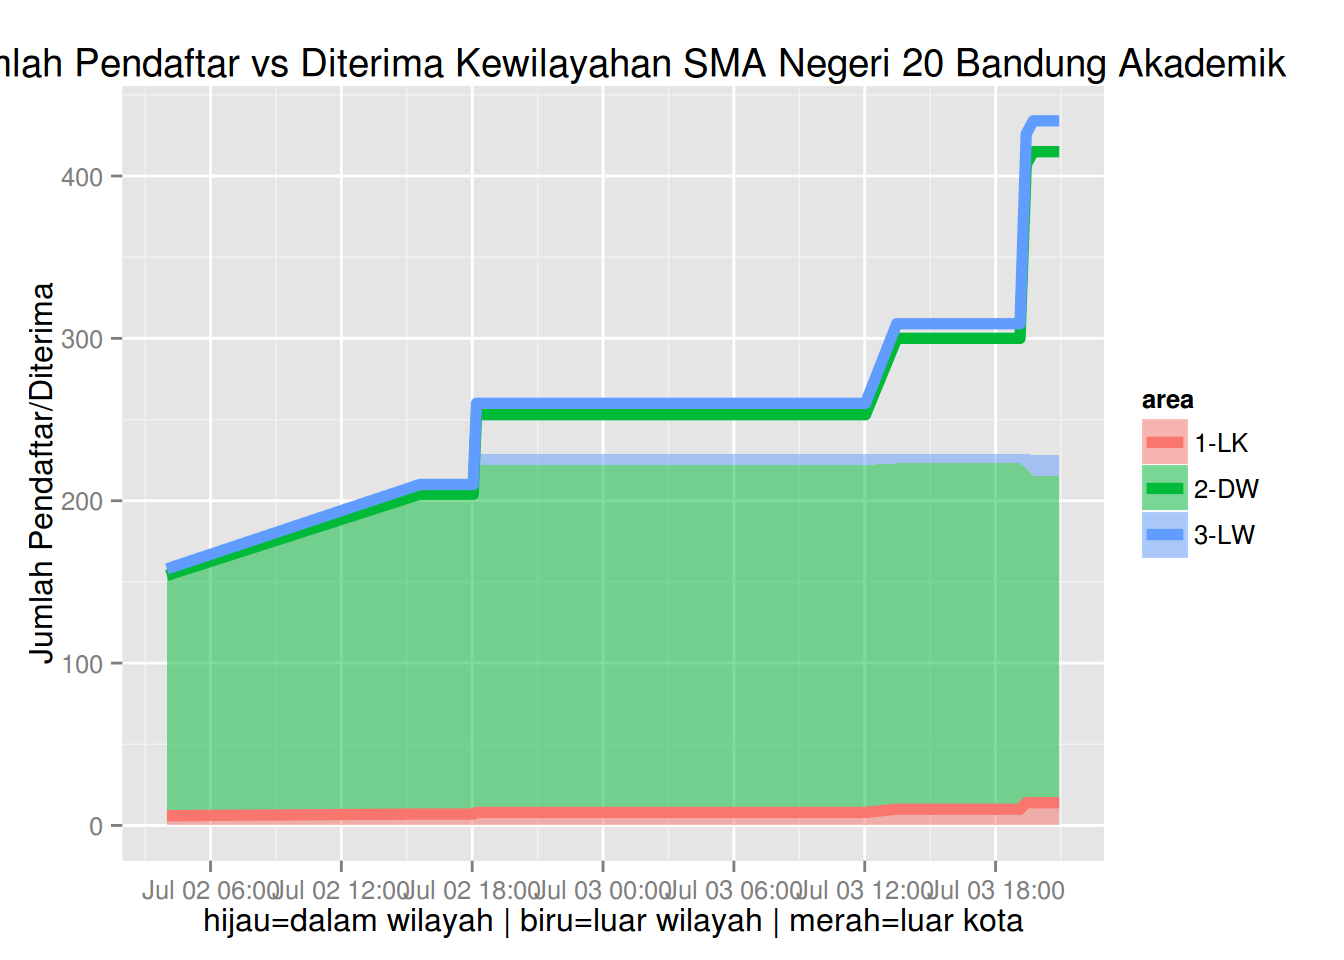 mlah Pendaftar vs Diterima Kewilayahan SMA Negeri 20 Bandung Akademik
Jumlah Pendaftar/Diterima
400
300
200
100
0
Jul 02 06:00
Jul 02 12:00
Jul 02 18:00
Jul 03 00:00
Jul 03 06:00
Jul 03 12:00
Jul 03 18:00
hijau=dalam wilayah | biru=luar wilayah | merah=luar kota
area
1-LK
2-DW
3-LW